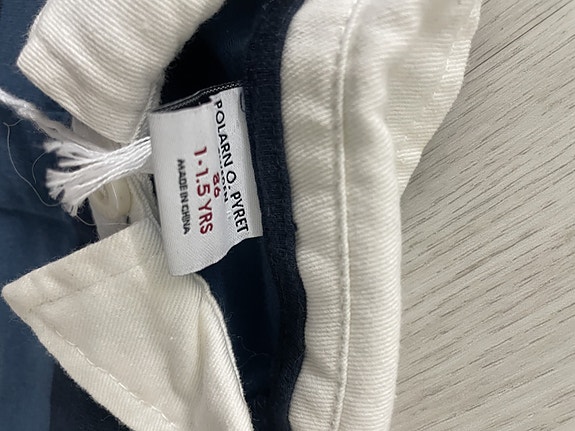 POLARN O. PYRET
86
1-1.5 YRS
MADE IN CHINA